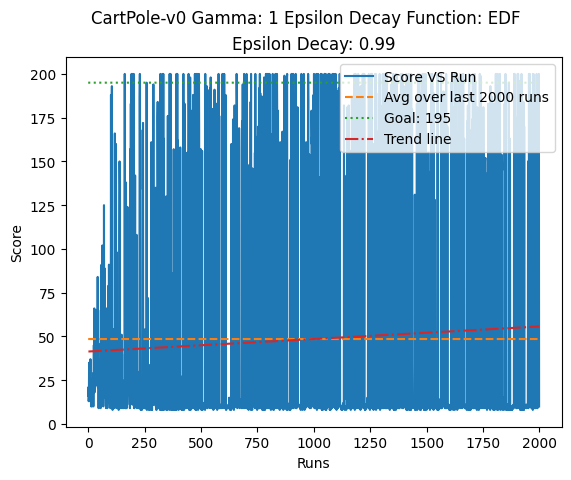 CartPole-v0 Gamma: 1 Epsilon Decay Function: EDF
Epsilon Decay: 0.99
Score VS Run
Avg over last 2000 runs
Goal: 195
Trend line
200
175
150
125
100
75
50
25
0
Score
0 250 500 750 1000 1250 1500 1750 2000
Runs